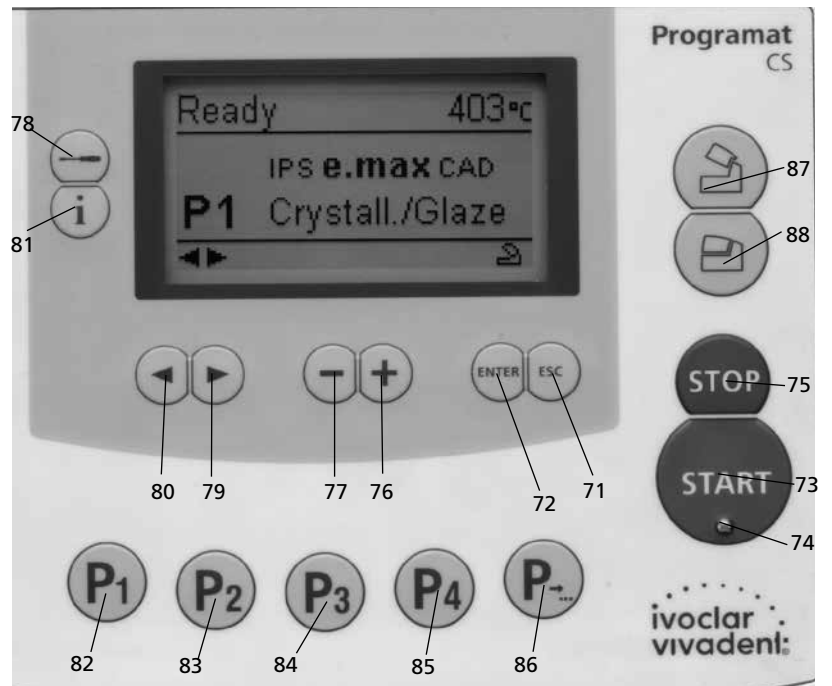 Programat
CS
Ready 403°C
IPS e.max CAD
P1 Crystall./Glaze
78
i
81
87
88
ENTER ESC
STOP 75
START 73
74
80 79 77 76 72 71
P1 P2 P3 P4 P→...
82 83 84 85 86
ivoclar
vivadent:®